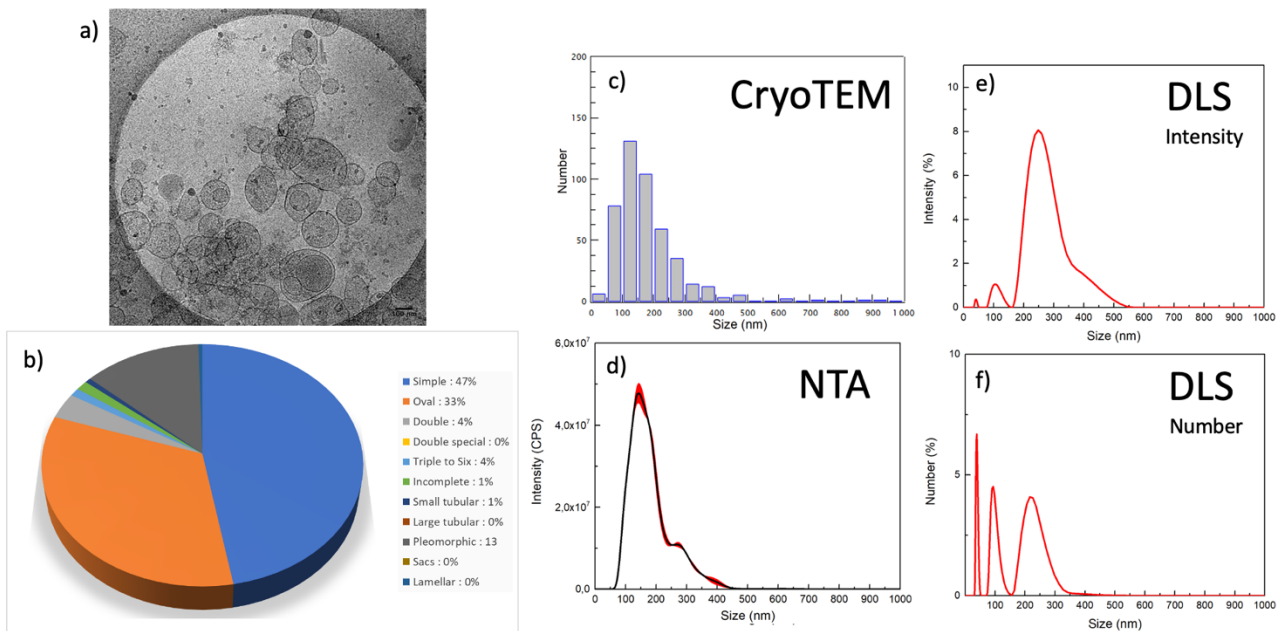 a)
100 nm
b)
Simple : 47%
Oval : 33%
Double : 4%
Double special : 0%
Triple to Six : 4%
Incomplete : 1%
Small tubular : 1%
Large tubular : 0%
Pleomorphic : 13
Sacs : 0%
Lamellar : 0%
c)
CryoTEM
200
150
100
50
0
Number
0 100 200 300 400 500 600 700 800 900 1000
Size (nm)
d)
NTA
6,0x10⁷
4,0x10⁷
2,0x10⁷
0,0
Intensity (CPS)
0 100 200 300 400 500 600 700 800 900 1000
Size (nm)
e)
DLS
Intensity
10
8
6
4
2
0
Intensity (%)
0 100 200 300 400 500 600 700 800 900 1000
Size (nm)
f)
DLS
Number
10
5
0
Number (%)
100 200 300 400 500 600 700 800 900 1000
Size (nm)